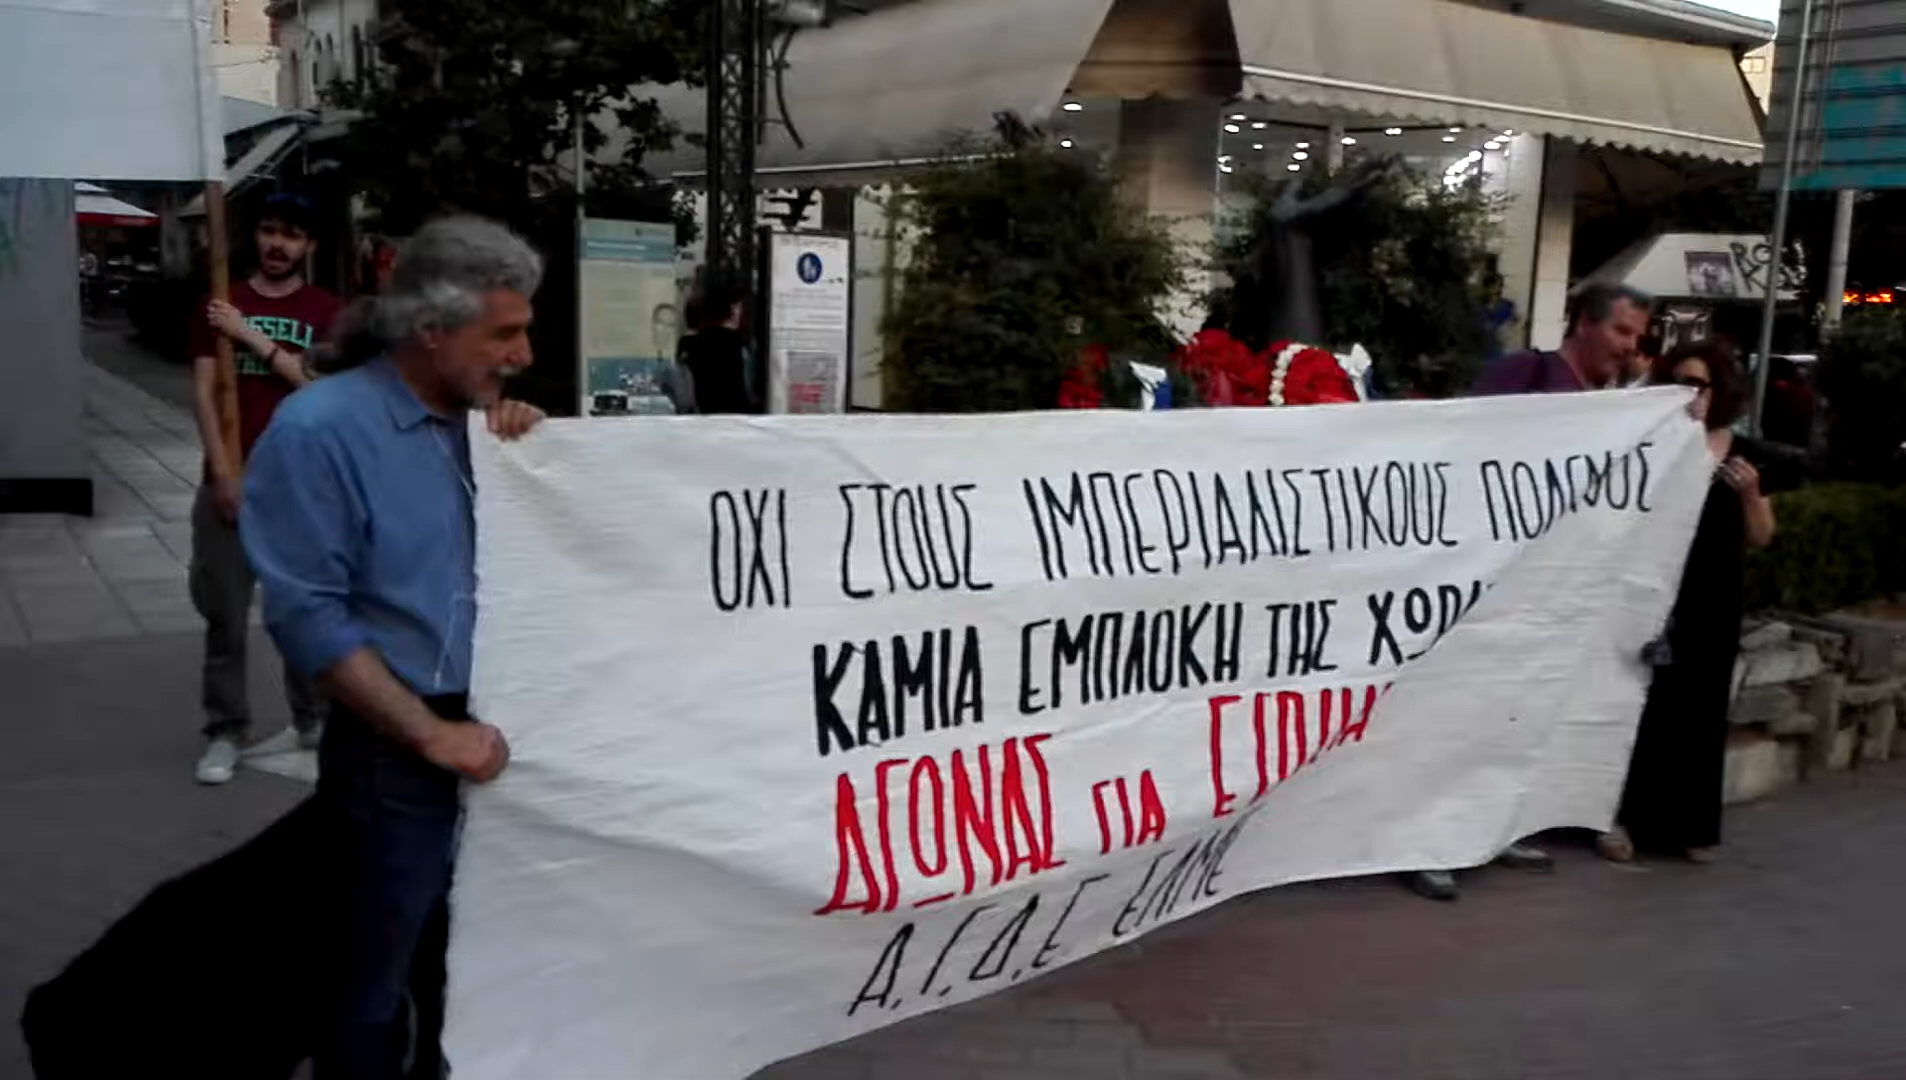 ΟΧΙ ΣΤΟΥΣ ΙΜΠΕΡΙΑΛΙΣΤΙΚΟΥΣ ΠΟΛΕΜΟΥΣ
ΚΑΜΙΑ ΕΜΠΛΟΚΗ ΤΗΣ
ΑΓΩΝΑΣ ΓΙΑ
Α.Γ.Δ.Ε ΕΛΜΕ